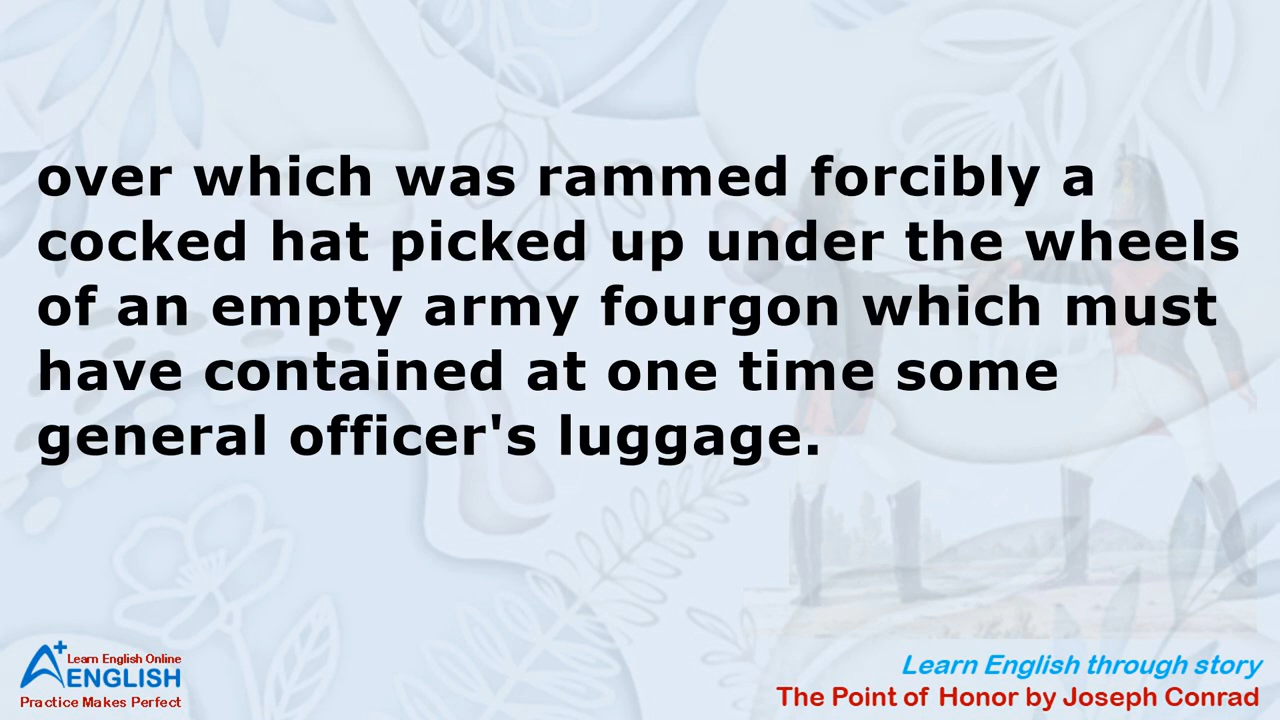 over which was rammed forcibly a
cocked hat picked up under the wheels
of an empty army fourgon which must
have contained at one time some
general officer's luggage.
A+ Learn English Online
ENGLISH
Practice Makes Perfect
Learn English through story
The Point of Honor by Joseph Conrad